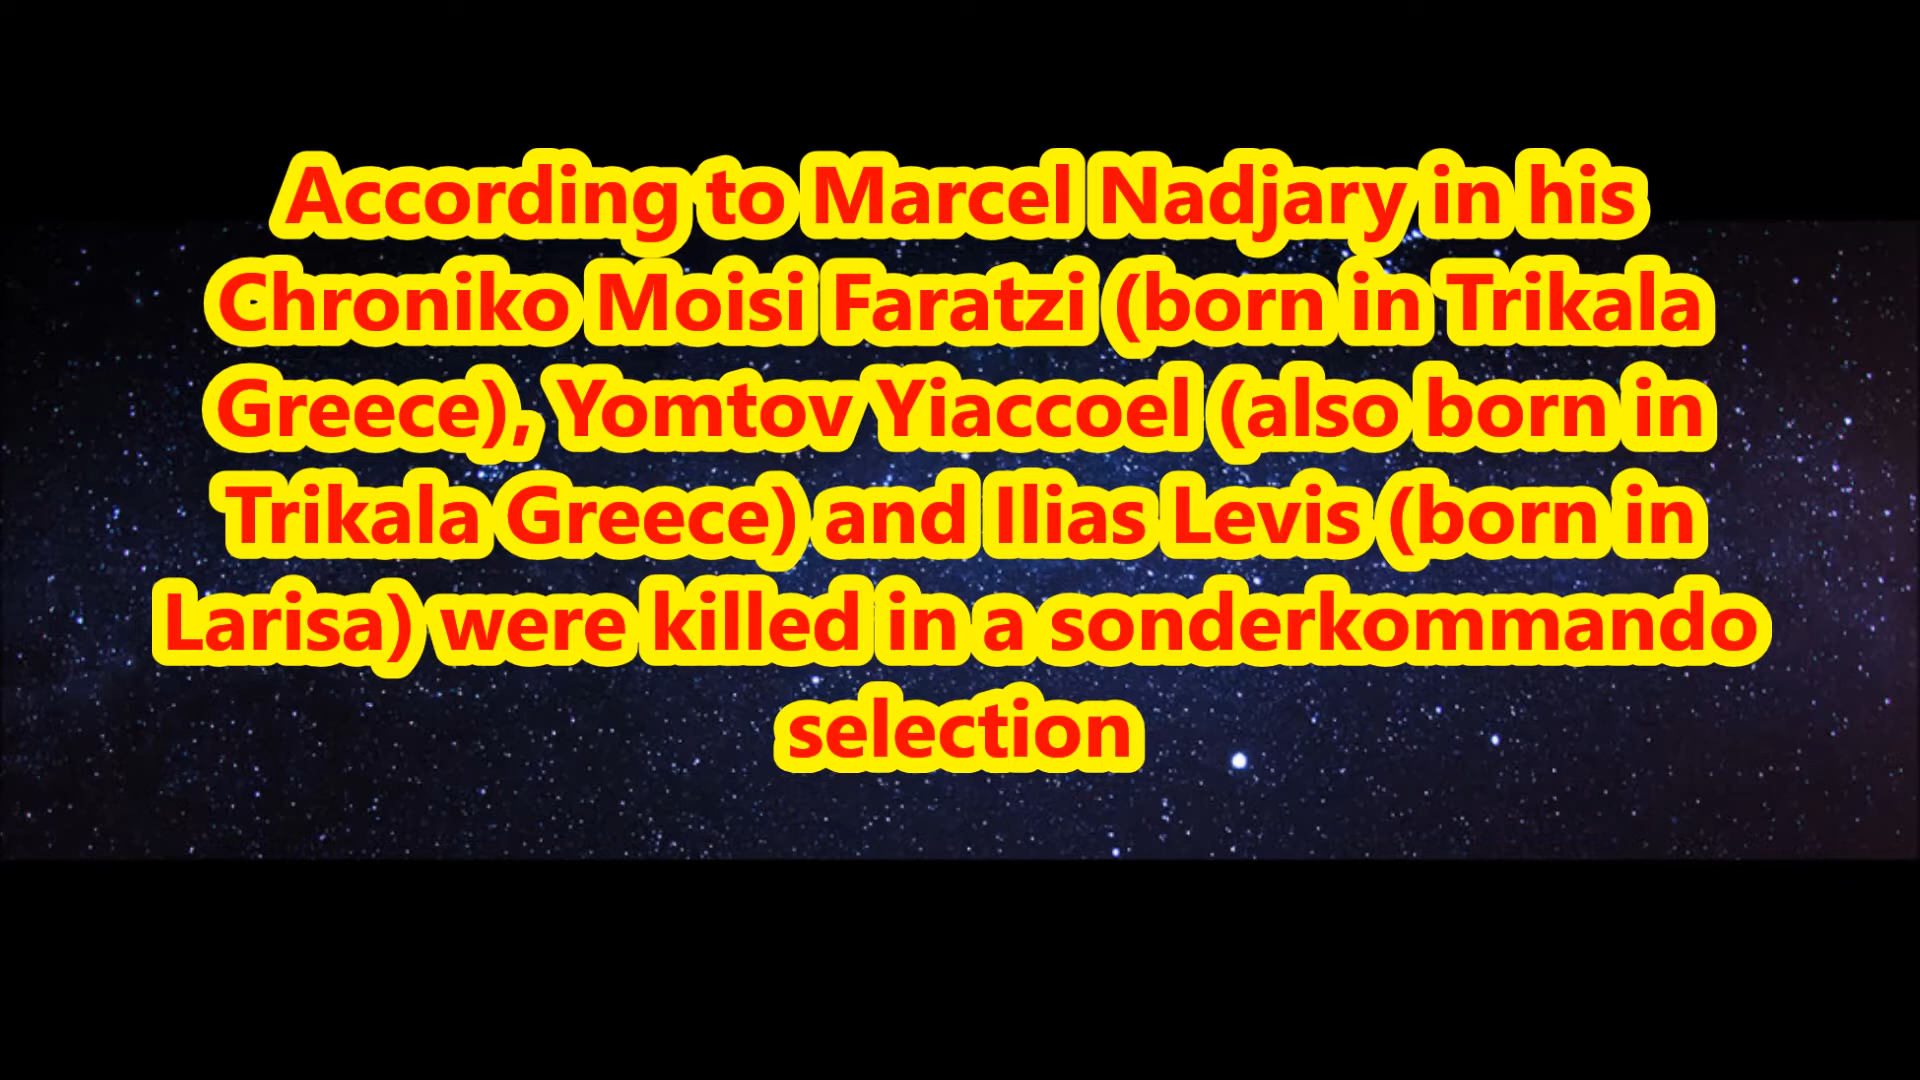 According to Marcel Nadjary in his
Chroniko Moisi Faratzi (born in Trikala
Greece), Yomtov Yiaccoel (also born in
Trikala Greece) and Ilias Levis (born in
Larisa) were killed in a sonderkommando
selection